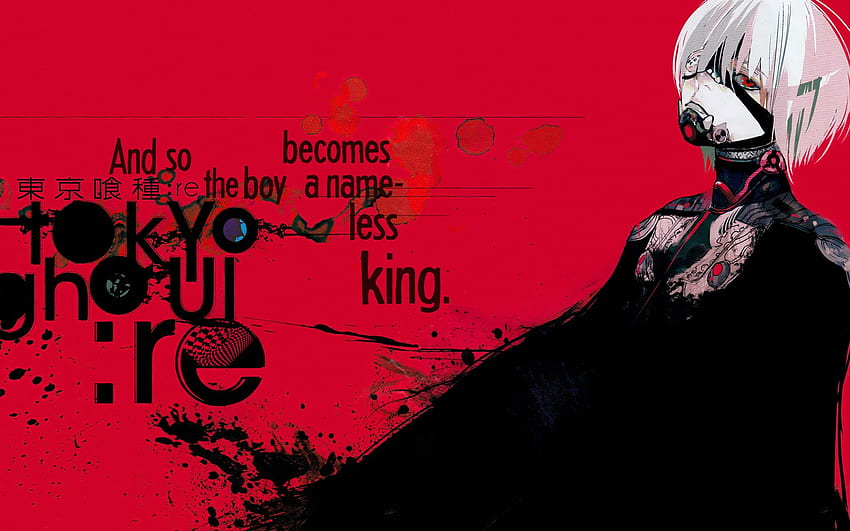 And so
becomes
東京喰種:re
the boy
a name-
less
king.
tokyo
ghoul
:re